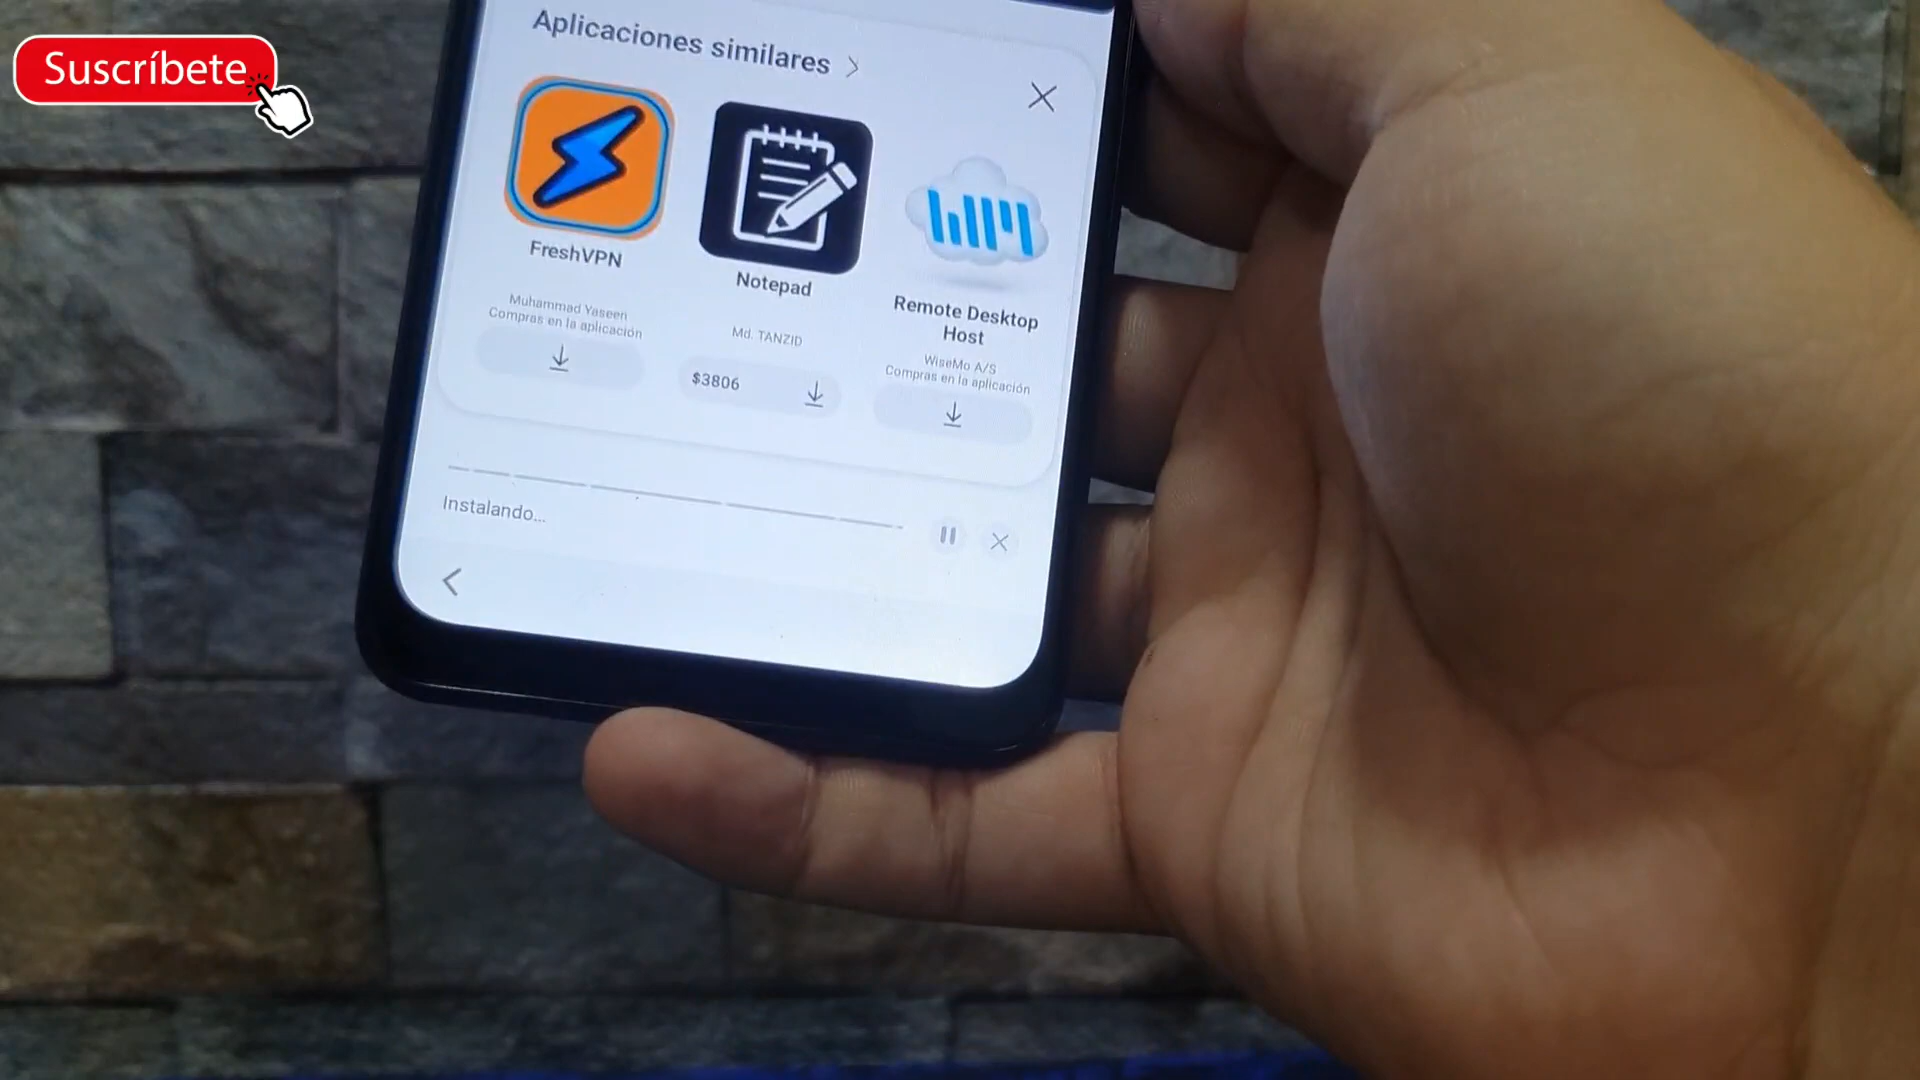 Suscríbete
Aplicaciones similares
FreshVPN
Muhammad Yaseen
Compras en la aplicación
Notepad
Md. TANZID
$3806
Remote Desktop
Host
WiseMo A/S
Compras en la aplicación
Instalando...